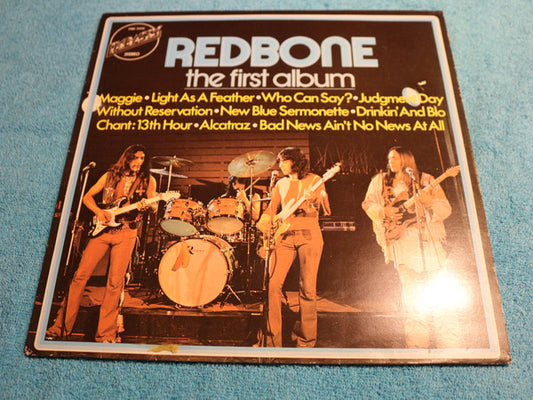 STEREO
REDBONE
the first album
Maggie • Light As A Feather • Who Can Say? • Judgment Day
Without Reservation • New Blue Sermonette • Drinkin' And Blo
Chant: 13th Hour • Alcatraz • Bad News Ain't No News At All